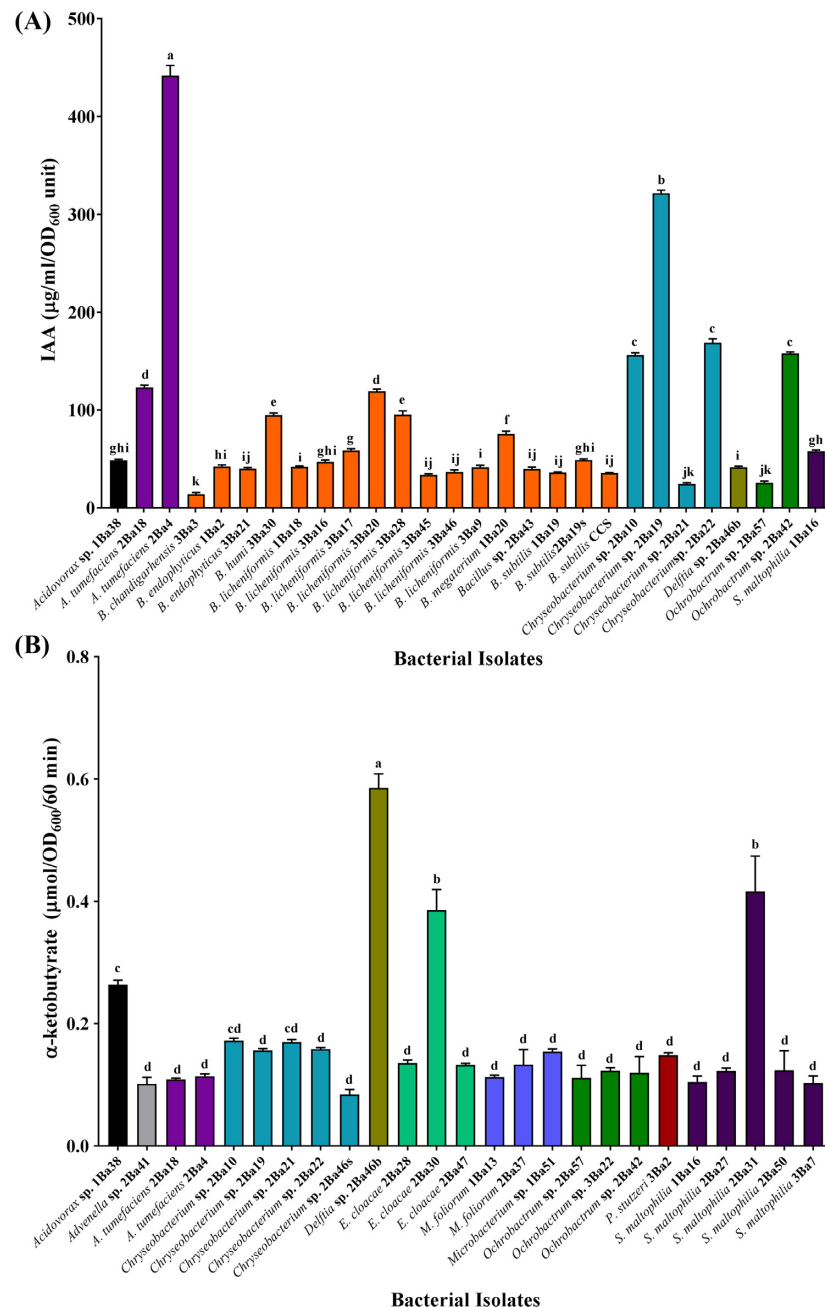 (A)
500
400
300
200
100
0
IAA (µg/ml/OD600 unit)
ghi
d
a
k
hi
ij
e
i
ghi
g
d
e
ij
ij
i
f
ij
ij
ghi
ij
c
b
jk
c
i
jk
c
gh
Acidovorax sp. 1Ba38
A. tumefaciens 2Ba18
A. tumefaciens 2Ba4
B. chandigarhensis 3Ba3
B. endophyticus 1Ba2
B. endophyticus 3Ba21
B. humi 3Ba30
B. licheniformis 1Ba18
B. licheniformis 3Ba16
B. licheniformis 3Ba17
B. licheniformis 3Ba20
B. licheniformis 3Ba28
B. licheniformis 3Ba45
B. licheniformis 3Ba46
B. licheniformis 3Ba9
B. megaterium 1Ba20
Bacillus sp. 2Ba43
B. subtilis 1Ba19
B. subtilis2Ba19s
B. subtilis CCS
Chryseobacterium sp. 2Ba10
Chryseobacterium sp. 2Ba19
Chryseobacterium sp. 2Ba21
Chryseobacteriumsp. 2Ba22
Delftia sp. 2Ba46b
Ochrobactrum sp. 2Ba57
Ochrobactrum sp. 2Ba42
S. maltophilia 1Ba16
Bacterial Isolates
(B)
0.8
0.6
0.4
0.2
0.0
α-ketobutyrate (µmol/OD600/60 min)
c
d
d
d
cd
d
cd
d
d
a
d
b
d
d
d
d
d
d
d
d
d
d
b
d
d
Acidovorax sp. 1Ba38
Advenella sp. 2Ba41
A. tumefaciens 2Ba18
A. tumefaciens 2Ba4
Chryseobacterium sp. 2Ba10
Chryseobacterium sp. 2Ba19
Chryseobacterium sp. 2Ba21
Chryseobacterium sp. 2Ba22
Chryseobacterium sp. 2Ba46s
Delftia sp. 2Ba46b
E. cloacae 2Ba28
E. cloacae 2Ba30
E. cloacae 2Ba47
M. foliorum 1Ba13
M. foliorum 2Ba37
Microbacterium sp. 1Ba51
Ochrobactrum sp. 2Ba57
Ochrobactrum sp. 3Ba22
Ochrobactrum sp. 2Ba42
P. stutzeri 3Ba2
S. maltophilia 1Ba16
S. maltophilia 2Ba27
S. maltophilia 2Ba31
S. maltophilia 2Ba50
S. maltophilia 3Ba7
Bacterial Isolates